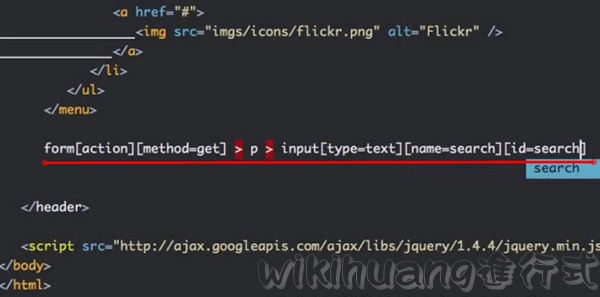 <a href="#">
<img src="imgs/icons/flickr.png" alt="Flickr" />
</a>
</li>
</ul>
</menu>
form[action][method=get] > p > input[type=text][name=search][id=search]
search
</header>
<script src="http://ajax.googleapis.com/ajax/libs/jquery/1.4.4/jquery.min.js
</body>
</html>
wikihuang進行式